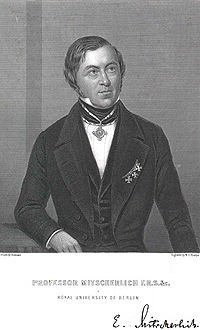 PROFESSOR MITSCHERLICH F.R.S.&c.
ROYAL UNIVERSITY OF BERLIN
E. Mitscherlich.